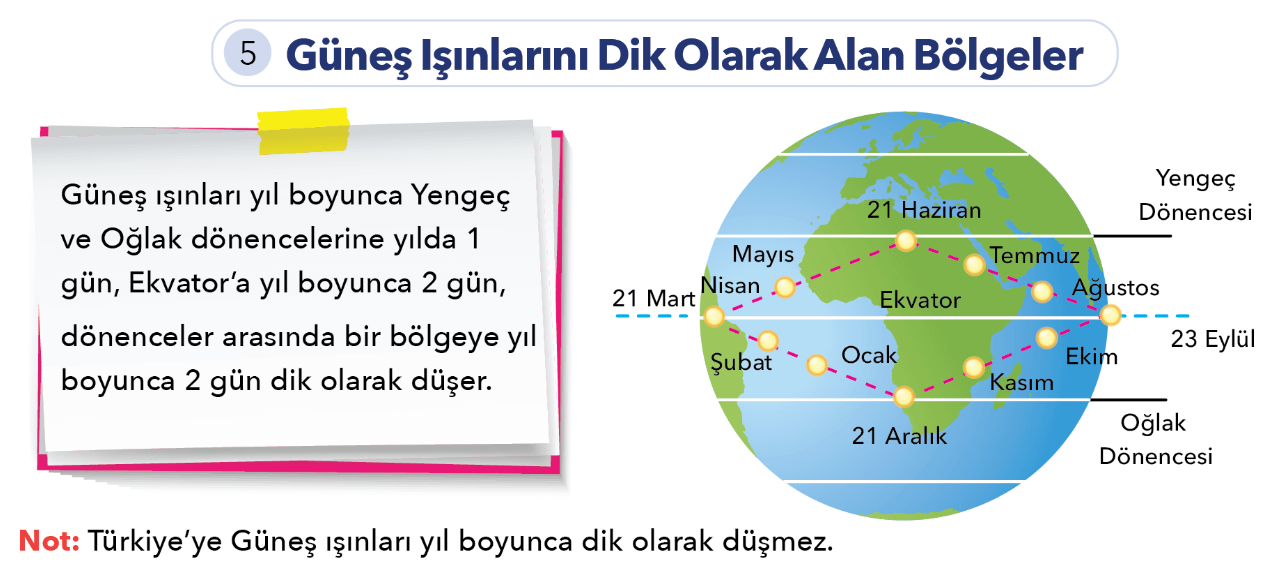 5
Güneş Işınlarını Dik Olarak Alan Bölgeler
Güneş ışınları yıl boyunca Yengeç
ve Oğlak dönencelerine yılda 1
gün, Ekvator'a yıl boyunca 2 gün,
dönenceler arasında bir bölgeye yıl
boyunca 2 gün dik olarak düşer.
Yengeç
Dönencesi
21 Haziran
Mayıs
Temmuz
Nisan
Ağustos
21 Mart
Ekvator
23 Eylül
Şubat
Ocak
Ekim
Kasım
21 Aralık
Oğlak
Dönencesi
Not: Türkiye'ye Güneş ışınları yıl boyunca dik olarak düşmez.